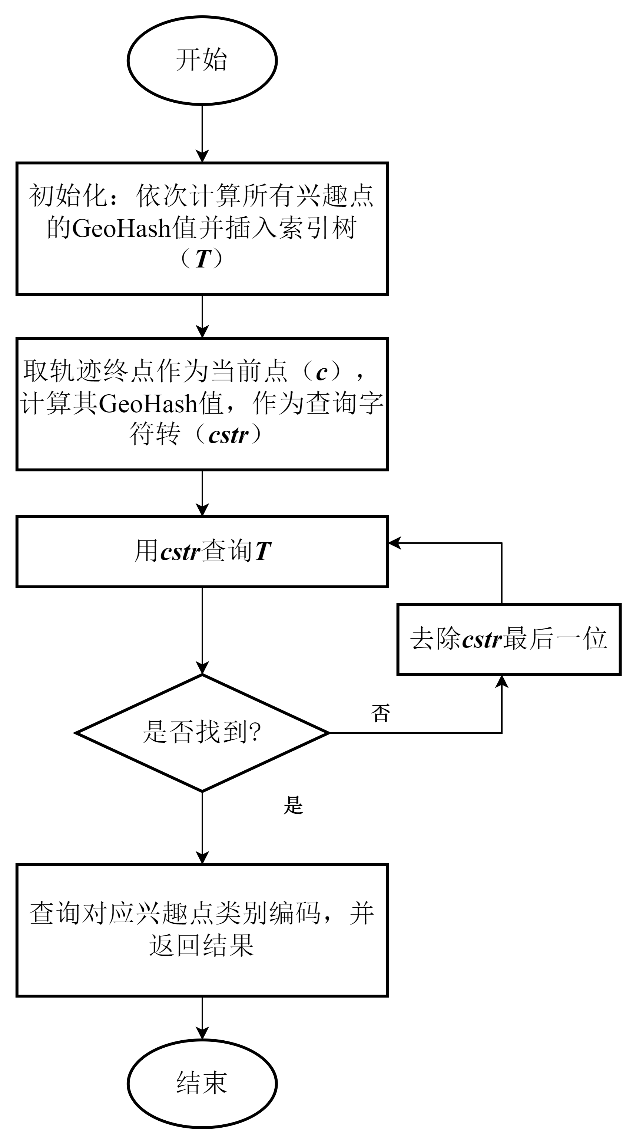 开始
初始化：依次计算所有兴趣点
的GeoHash值并插入索引树
（T）
取轨迹终点作为当前点（c），
计算其GeoHash值，作为查询字
符转（cstr）
用cstr查询T
去除cstr最后一位
是否找到?
否
是
查询对应兴趣点类别编码，并
返回结果
结束